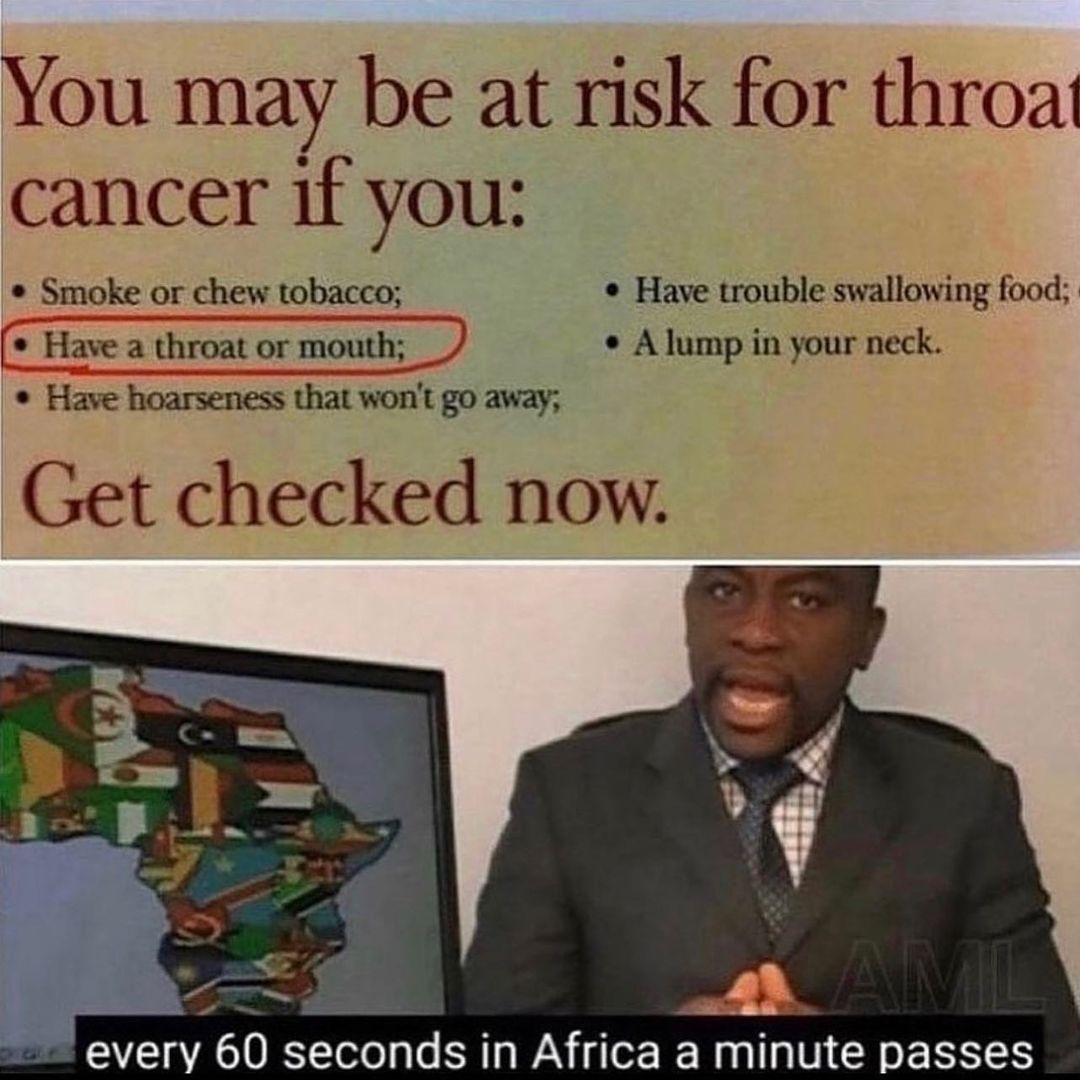 You may be at risk for throat
cancer if you:
• Smoke or chew tobacco;
• Have a throat or mouth;
• Have hoarseness that won't go away;
• Have trouble swallowing food;
• A lump in your neck.
Get checked now.
AML
every 60 seconds in Africa a minute passes